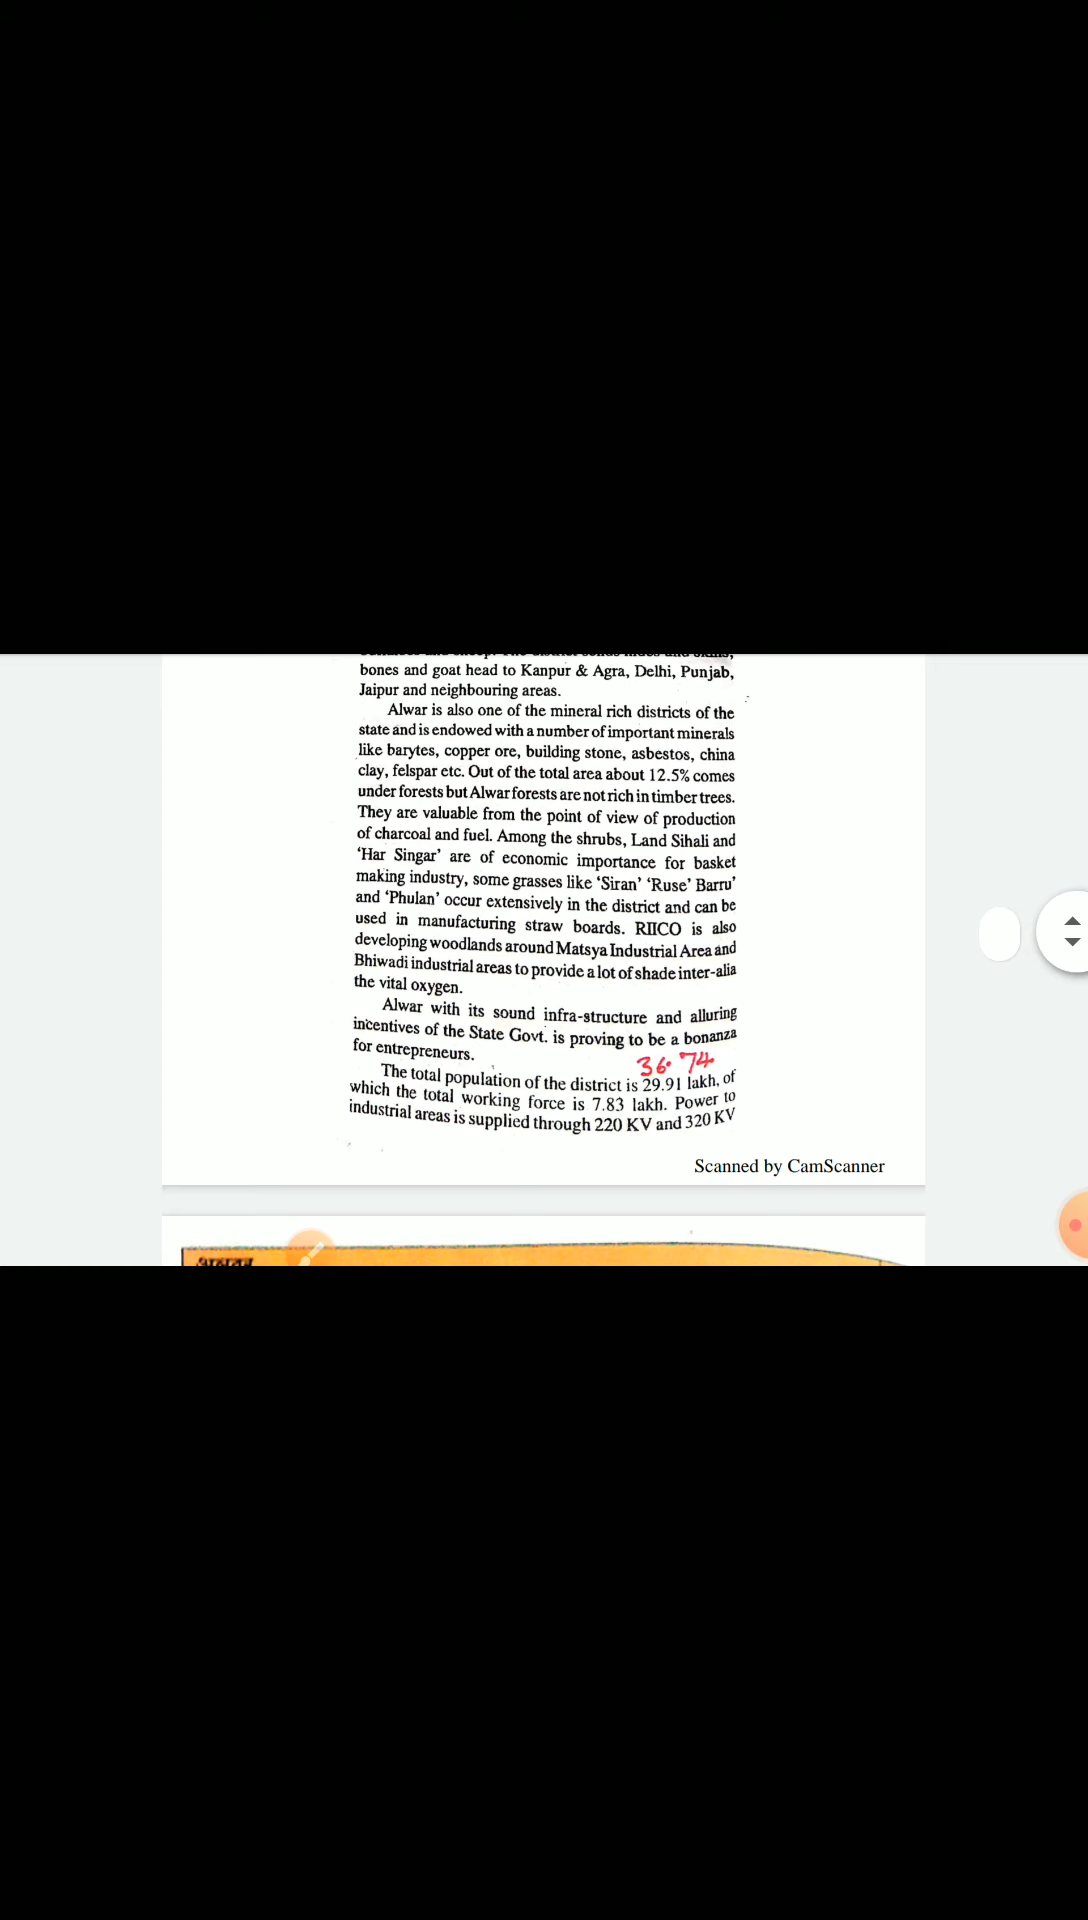 bones and goat head to Kanpur & Agra, Delhi, Punjab,
Jaipur and neighbouring areas.
Alwar is also one of the mineral rich districts of the
state and is endowed with a number of important minerals
like barytes, copper ore, building stone, asbestos, china
clay, felspar etc. Out of the total area about 12.5% comes
under forests but Alwar forests are not rich in timber trees.
They are valuable from the point of view of production
of charcoal and fuel. Among the shrubs, Land Sihali and
‘Har Singar’ are of economic importance for basket
making industry, some grasses like ‘Siran’ ‘Ruse’ Barru’
and ‘Phulan’ occur extensively in the district and can be
used in manufacturing straw boards. RIICO is also
developing woodlands around Matsya Industrial Area and
Bhiwadi industrial areas to provide a lot of shade inter-alia
the vital oxygen.
Alwar with its sound infra-structure and alluring
incentives of the State Govt. is proving to be a bonanza
for entrepreneurs.
36.74
The total population of the district is 29.91 lakh, of
which the total working force is 7.83 lakh. Power to
industrial areas is supplied through 220 KV and 320 KV
Scanned by CamScanner